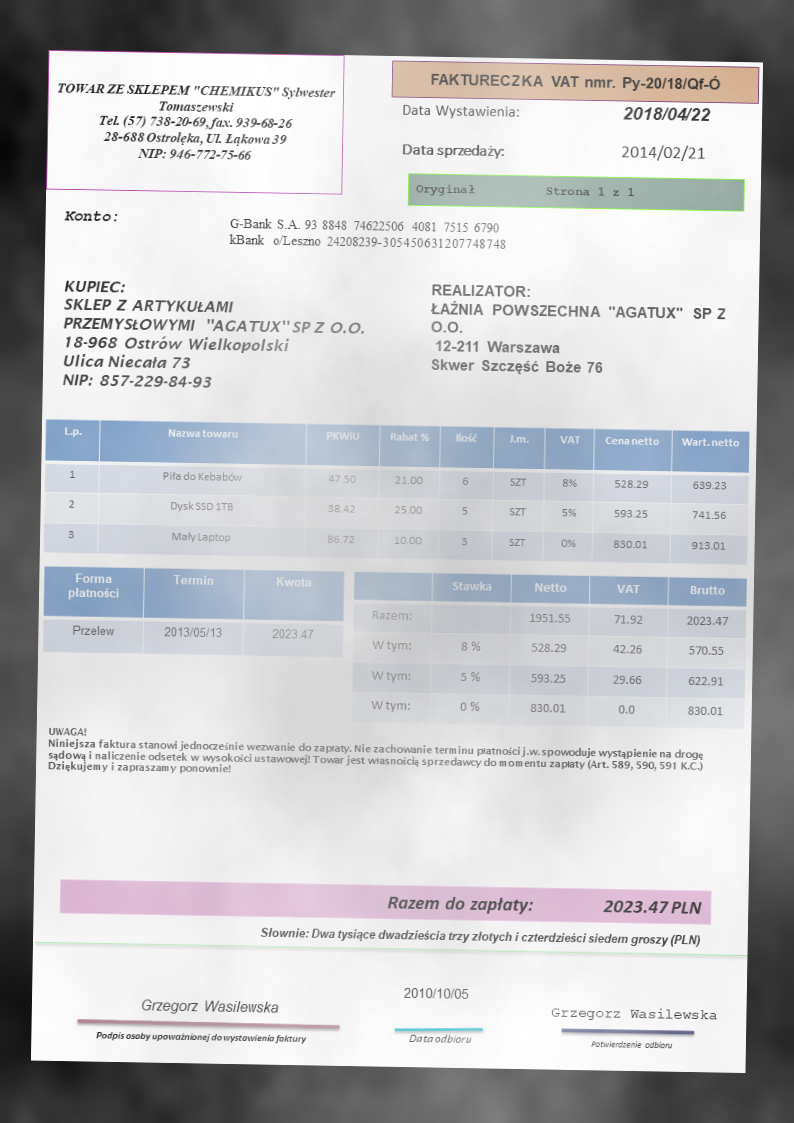 TOWAR ZE SKLEPEM "CHEMIKUS" Sylwester
Tomaszewski
Tel. (57) 738-20-69, fax. 939-68-26
28-688 Ostrołęka, Ul. Łąkowa 39
NIP: 946-772-75-66
FAKTURECZKA VAT nmr. Py-20/18/Qf-Ó
Data Wystawienia: 2018/04/22
Data sprzedaży: 2014/02/21
Oryginał Strona 1 z 1
Konto:
G-Bank S.A. 93 8848 74622506 4081 7515 6790
kBank o/Leszno 24208239-305450631207748748
KUPIEC:
SKLEP Z ARTYKUŁAMI
PRZEMYSŁOWYMI "AGATUX" SP Z O.O.
18-968 Ostrów Wielkopolski
Ulica Niecała 73
NIP: 857-229-84-93
REALIZATOR:
ŁAŹNIA POWSZECHNA "AGATUX" SP Z
O.O.
12-211 Warszawa
Skwer Szczęść Boże 76
L.p. Nazwa towaru PKWiU Rabat % Ilość J.m. VAT Cena netto Wart. netto
1 Piła do Kebabów 47.50 21.00 6 SZT 8% 528.29 639.23
2 Dysk SSD 1TB 38.42 25.00 5 SZT 5% 593.25 741.56
3 Mały Laptop 86.72 10.00 3 SZT 0% 830.01 913.01
Forma płatności Termin Kwota
Przelew 2013/05/13 2023.47
Stawka Netto VAT Brutto
Razem: 1951.55 71.92 2023.47
W tym: 8 % 528.29 42.26 570.55
W tym: 5 % 593.25 29.66 622.91
W tym: 0 % 830.01 0.0 830.01
UWAGA!
Niniejsza faktura stanowi jednocześnie wezwanie do zapłaty. Nie zachowanie terminu płatności j.w. spowoduje wystąpienie na drogę
sądową i naliczenie odsetek w wysokości ustawowej! Towar jest własnością sprzedawcy do momentu zapłaty (Art. 589, 590, 591 K.C.)
Dziękujemy i zapraszamy ponownie!
Razem do zapłaty: 2023.47 PLN
Słownie: Dwa tysiące dwadzieścia trzy złotych i czterdzieści siedem groszy (PLN)
Grzegorz Wasilewska
Podpis osoby upoważnionej do wystawienia faktury
2010/10/05
Data odbioru
Grzegorz Wasilewska
Potwierdzenie odbioru